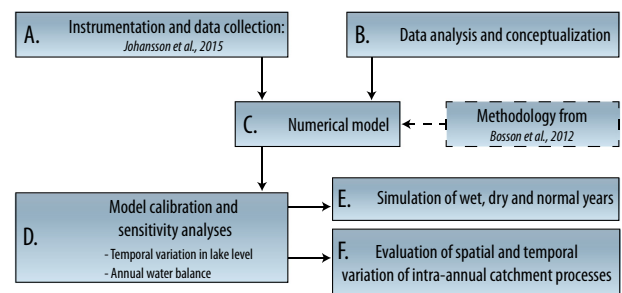 A. Instrumentation and data collection:
Johansson et al., 2015
B. Data analysis and conceptualization
C. Numerical model
Methodology from
Bosson et al., 2012
D. Model calibration and
sensitivity analyses
- Temporal variation in lake level
- Annual water balance
E. Simulation of wet, dry and normal years
F. Evaluation of spatial and temporal
variation of intra-annual catchment processes